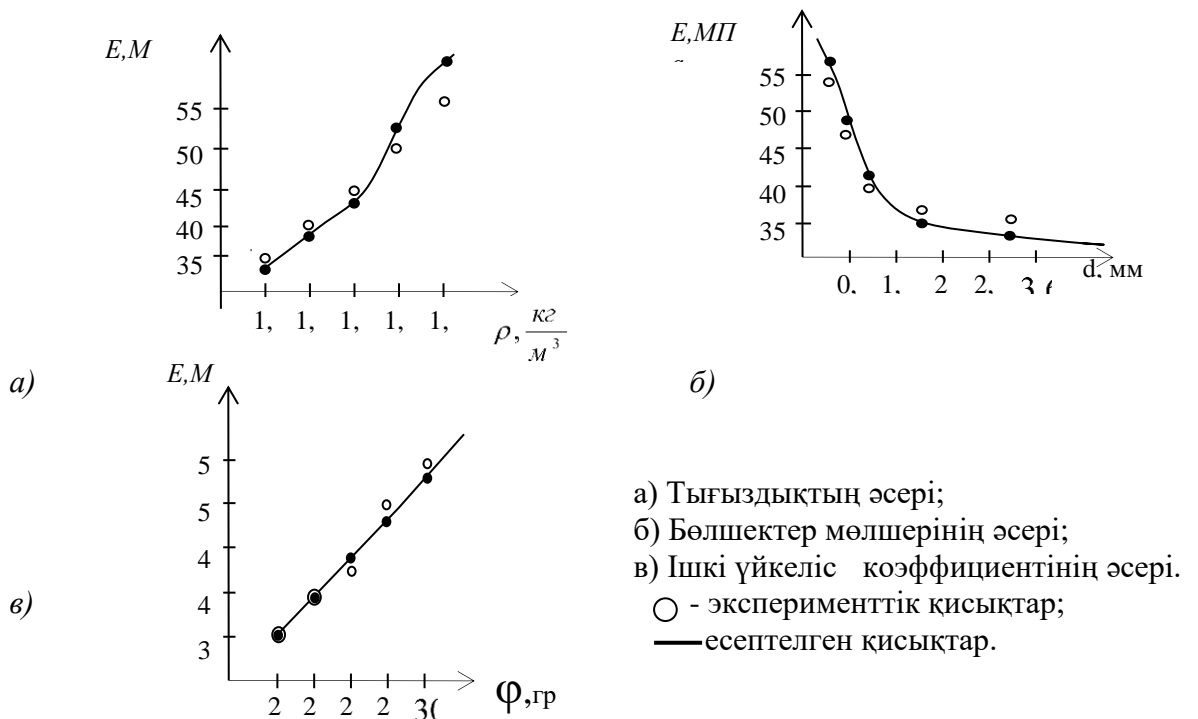 E,М
55
50
45
40
35
1, 1, 1, 1, 1,
ρ, кг/м³
а)
E,МП
55
50
45
40
35
0, 1, 2 2,
d, мм
б)
E,М
5
5
4
4
3
2 2 2 2 30
φ,гр
в)
а) Тығыздықтың әсері;
б) Бөлшектер мөлшерінің әсері;
в) Ішкі үйкеліс коэффициентінің әсері.
- эксперименттік қисықтар;
есептелген қисықтар.